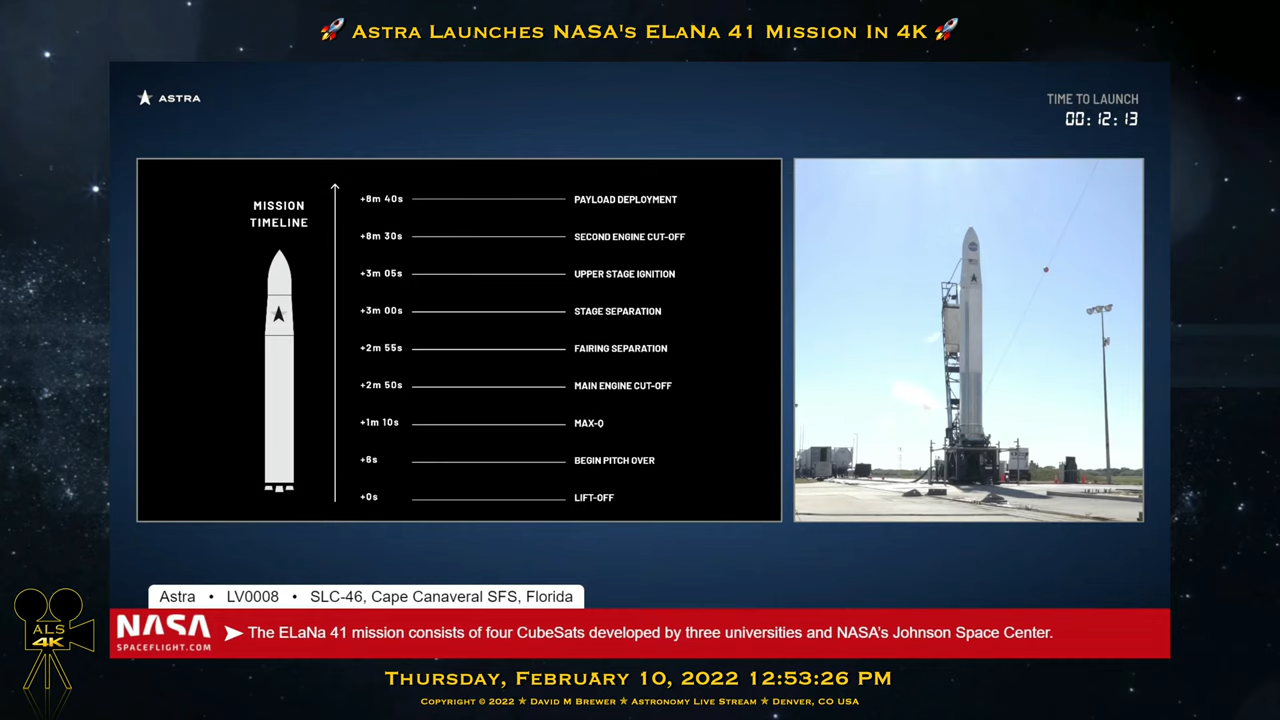 🚀 Astra Launches NASA's ELaNa 41 Mission In 4K 🚀
ASTRA
TIME TO LAUNCH
00:12:13
MISSION
TIMELINE
+8m 40s PAYLOAD DEPLOYMENT
+8m 30s SECOND ENGINE CUT-OFF
+3m 05s UPPER STAGE IGNITION
+3m 00s STAGE SEPARATION
+2m 55s FAIRING SEPARATION
+2m 50s MAIN ENGINE CUT-OFF
+1m 10s MAX-Q
+6s BEGIN PITCH OVER
+0s LIFT-OFF
Astra • LV0008 • SLC-46, Cape Canaveral SFS, Florida
NASA
SPACEFLIGHT.COM
The ELaNa 41 mission consists of four CubeSats developed by three universities and NASA's Johnson Space Center.
ALS
4K
Thursday, February 10, 2022 12:53:26 PM
Copyright © 2022 ★ David M Brewer ★ Astronomy Live Stream ★ Denver, CO USA